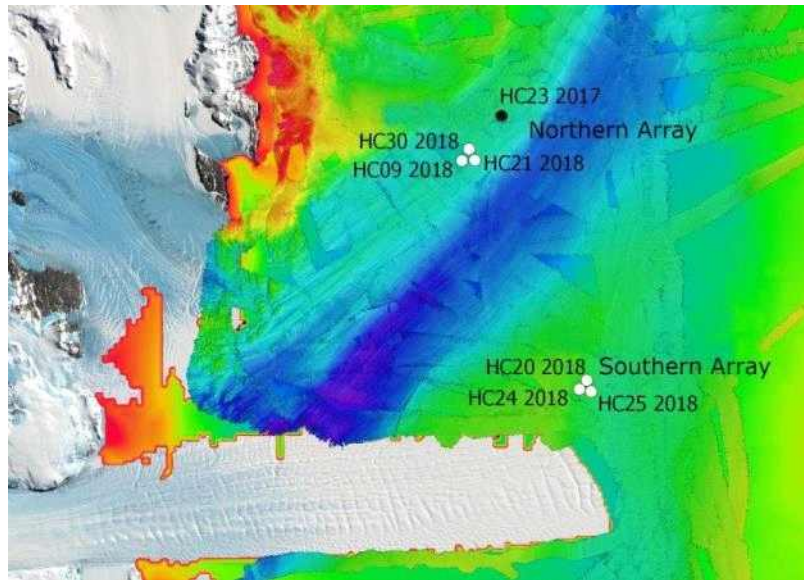 HC23 2017
Northern Array
HC30 2018
HC09 2018
HC21 2018
HC20 2018
Southern Array
HC24 2018
HC25 2018